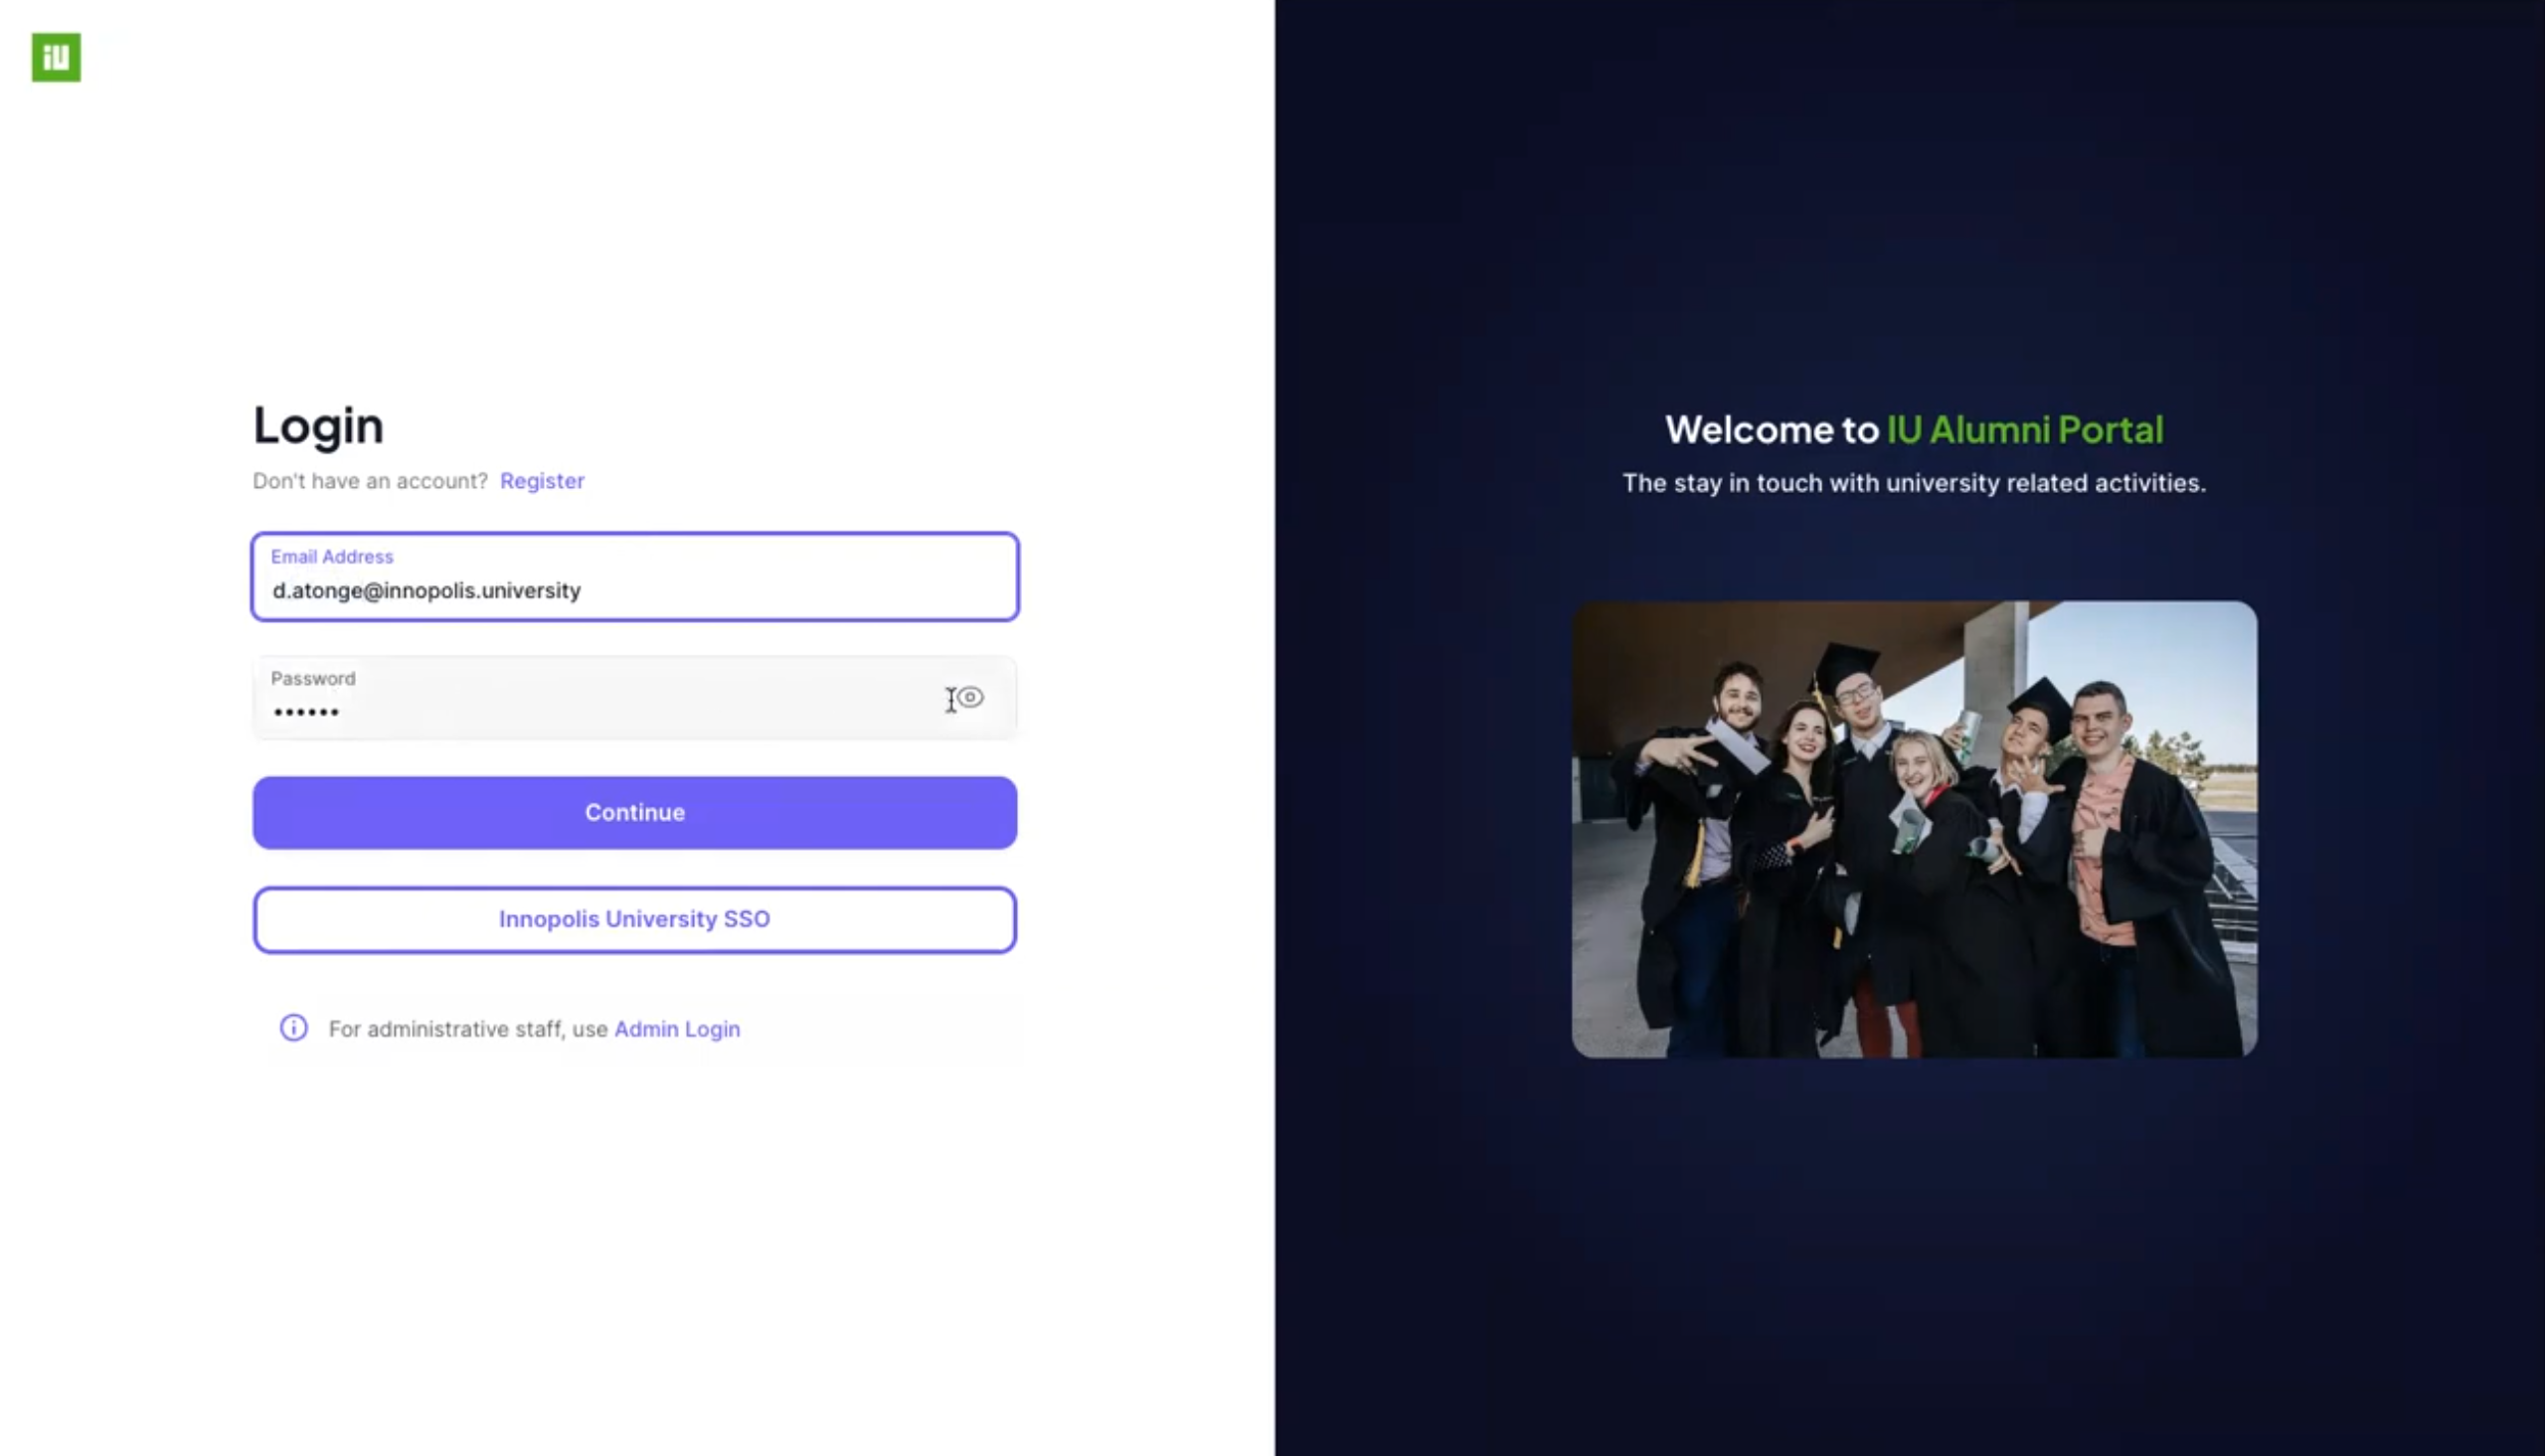 iU
Login
Don't have an account? Register
Email Address
d.atonge@innopolis.university
Password
••••••
Continue
Innopolis University SSO
For administrative staff, use Admin Login
Welcome to IU Alumni Portal
The stay in touch with university related activities.